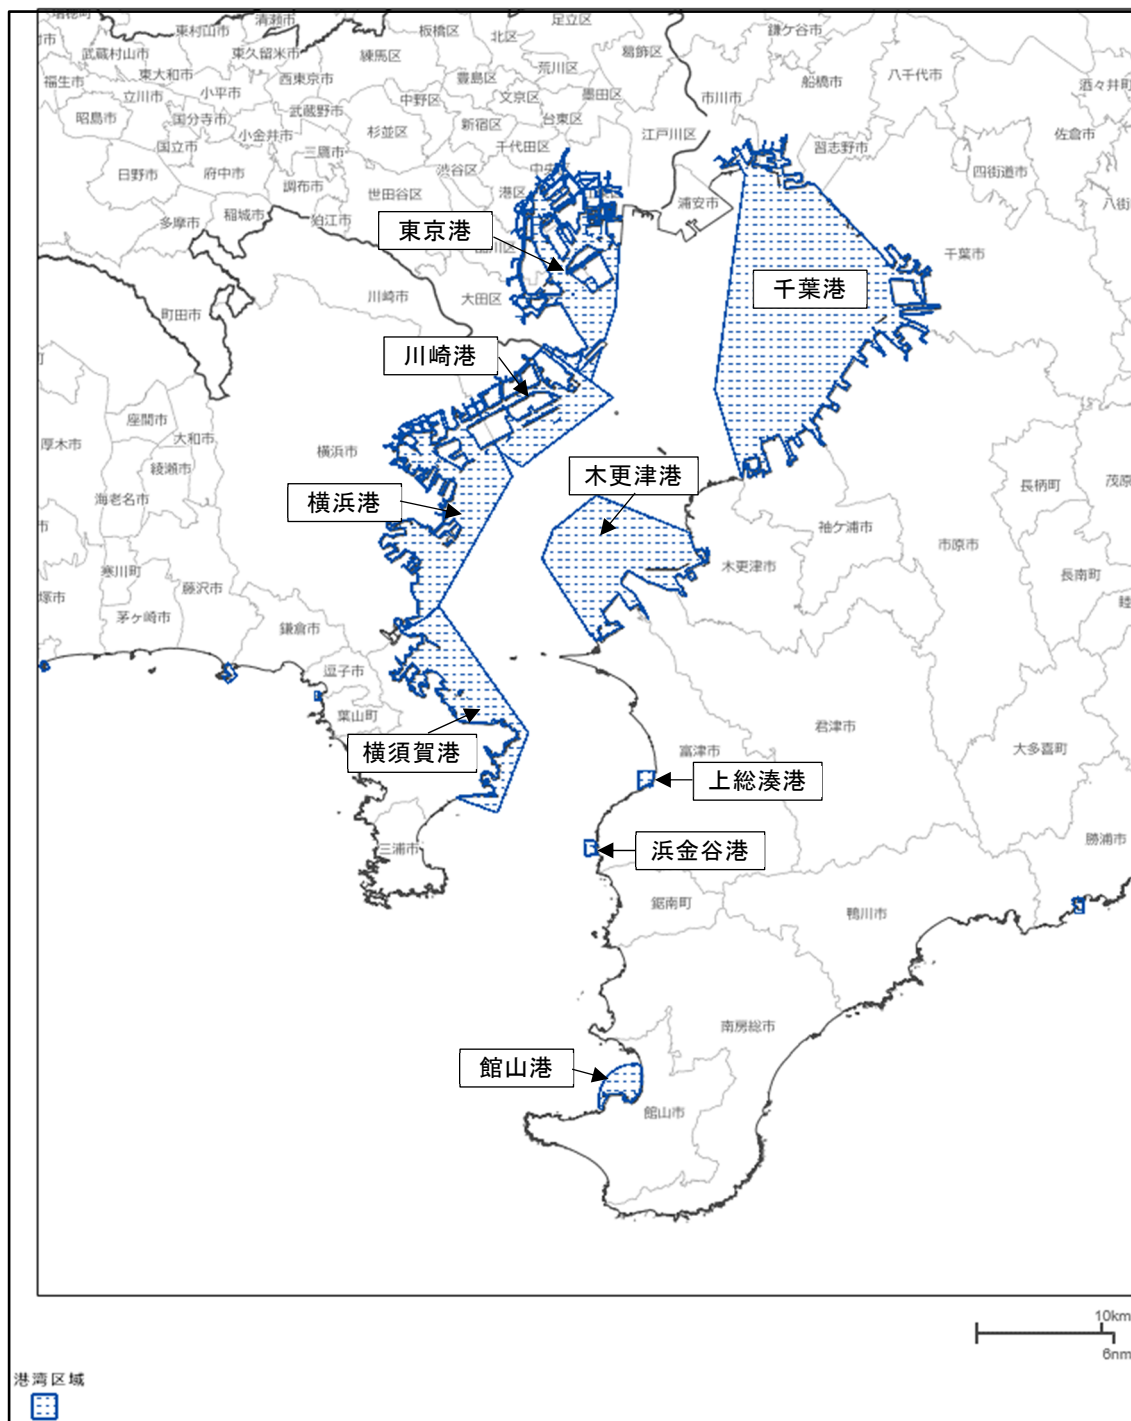 清瀬市
足立区
東村山市
板橋区
鎌ケ谷市
武蔵村山市
東久留米市
練馬区
北区
葛飾区
福生市
東大和市
西東京市
豊島区
荒川区
船橋市
八千代市
酒々井町
立川市
小平市
中野区
文京区
墨田区
市川市
昭島市
国分寺市
武蔵野市
新宿区
台東区
小金井市
杉並区
江戸川区
佐倉市
国立市
三鷹市
千代田区
習志野市
日野市
府中市
渋谷区
四街道市
調布市
世田谷区
港区
浦安市
稲城市
狛江市
多摩市
東京港
千葉市
川崎市
大田区
千葉港
町田市
川崎港
座間市
厚木市
大和市
横浜市
綾瀬市
木更津港
海老名市
横浜港
長柄町
袖ケ浦市
市原市
木更津市
寒川町
藤沢市
長南町
茅ヶ崎市
鎌倉市
逗子市
葉山町
君津市
横須賀港
富津市
大多喜町
上総湊港
浜金谷港
勝浦市
三浦市
鋸南町
鴨川市
南房総市
館山港
館山市
10km
6nm
港湾区域